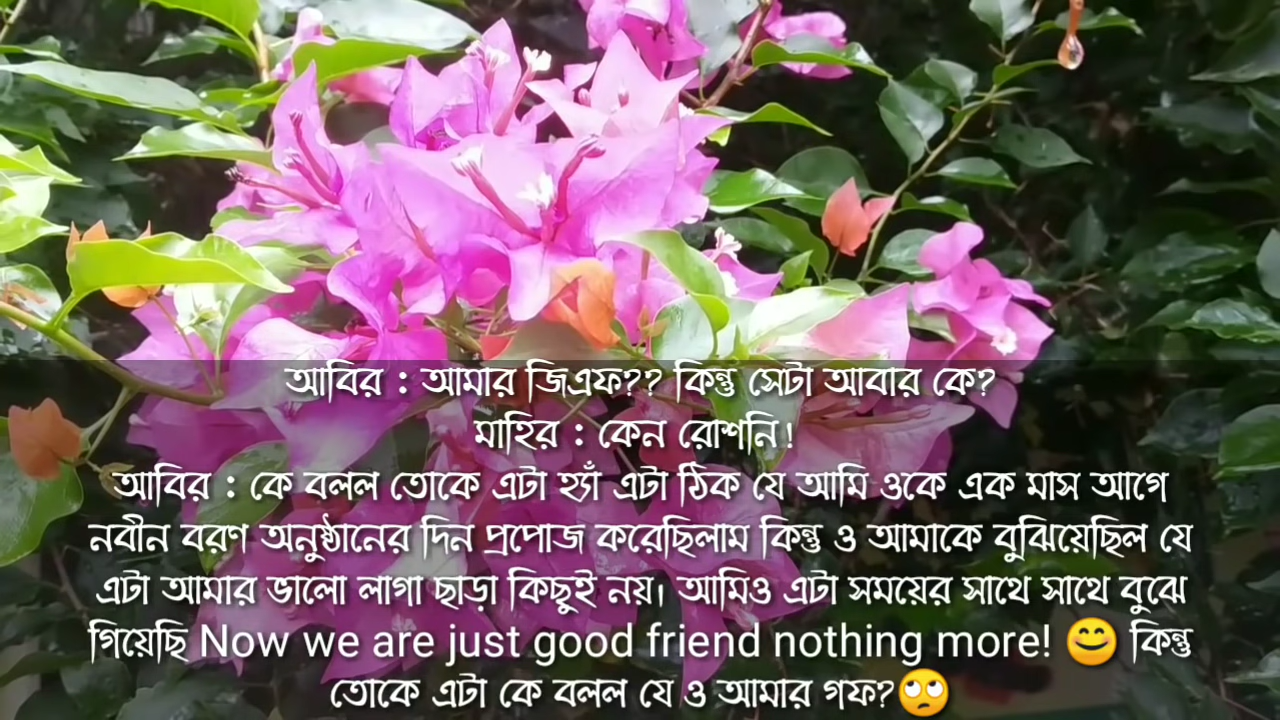 আবির : আমার জিএফ?? কিন্তু সেটা আবার কে?
মাহির : কেন রোশনি!
আবির : কে বলল তোকে এটা হ্যাঁ এটা ঠিক যে আমি ওকে এক মাস আগে
নবীন বরণ অনুষ্ঠানের দিন প্রপোজ করেছিলাম কিন্তু ও আমাকে বুঝিয়েছিল যে
এটা আমার ভালো লাগা ছাড়া কিছুই নয়। আমিও এটা সময়ের সাথে সাথে বুঝে
গিয়েছি Now we are just good friend nothing more! 😊 কিন্তু
তোকে এটা কে বলল যে ও আমার গফ?🙄